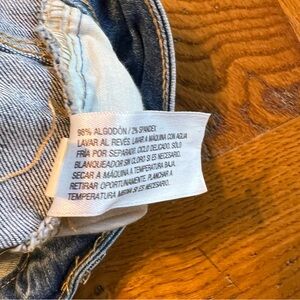 98% ALGODÓN / 2% SPANDEX
LAVAR AL REVÉS. LAVAR A MÁQUINA CON AGUA
FRÍA POR SEPARADO. CICLO DELICADO. SÓLO
BLANQUEADOR SIN CLORO SI ES NECESARIO.
SECAR A MÁQUINA A TEMPERATURA BAJA.
RETIRAR OPORTUNAMENTE. PLANCHAR A
TEMPERATURA MEDIA SI ES NECESARIO.